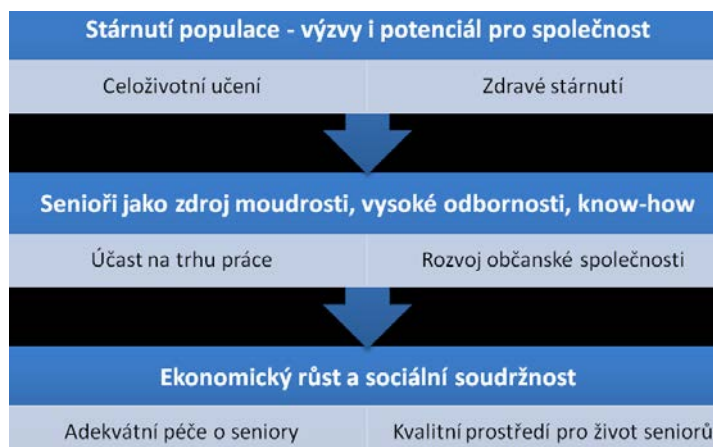 Stárnutí populace - výzvy i potenciál pro společnost
Celoživotní učení
Zdravé stárnutí
Senioři jako zdroj moudrosti, vysoké odbornosti, know-how
Účast na trhu práce
Rozvoj občanské společnosti
Ekonomický růst a sociální soudržnost
Adekvátní péče o seniory
Kvalitní prostředí pro život seniorů